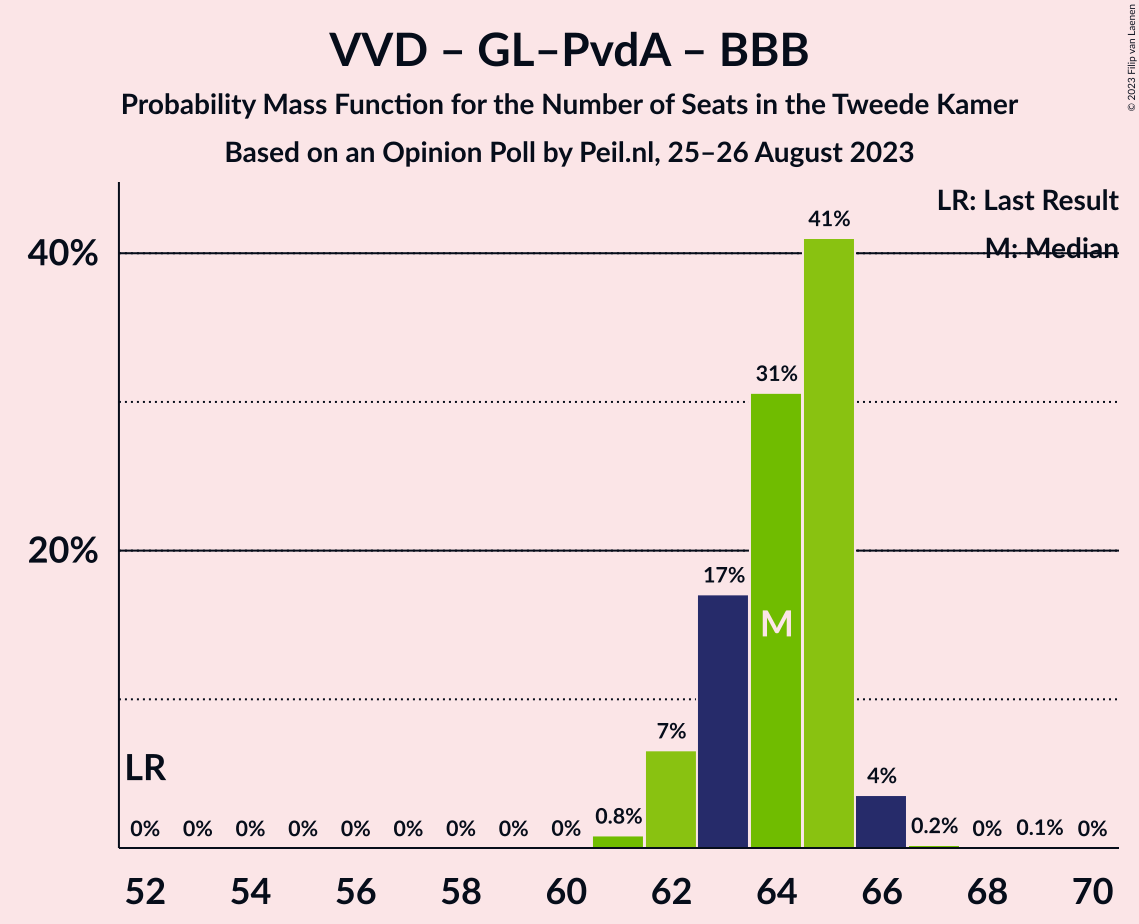 VVD – GL–PvdA – BBB
Probability Mass Function for the Number of Seats in the Tweede Kamer
Based on an Opinion Poll by Peil.nl, 25–26 August 2023
© 2023 Filip van Laenen
LR: Last Result
M: Median
40%
20%
41%
31%
17%
M
7%
LR
4%
0% 0% 0% 0% 0% 0% 0% 0% 0% 0.8% 0.2% 0% 0.1% 0%
52 54 56 58 60 62 64 66 68 70